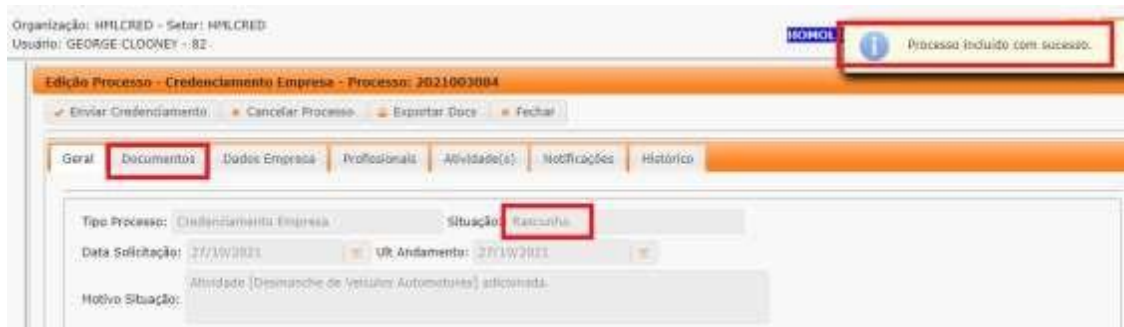 Organização: HMLCRED - Setor: HMLCRED
Usuário: GEORGE CLOONEY - 82
HOMOL
Processo incluído com sucesso.
Edição Processo - Credenciamento Empresa - Processo: 2021003084
Enviar Credenciamento Cancelar Processo Exportar Docs Fechar
Geral Documentos Dados Empresa Profissionais Atividade(s) Notificações Histórico
Tipo Processo: Credenciamento Empresa Situação: Rascunho
Data Solicitação: 27/10/2021 Ult Andamento: 27/10/2021
Atividade [Desmanche de Veículos Automotores] adicionada.
Motivo Situação: